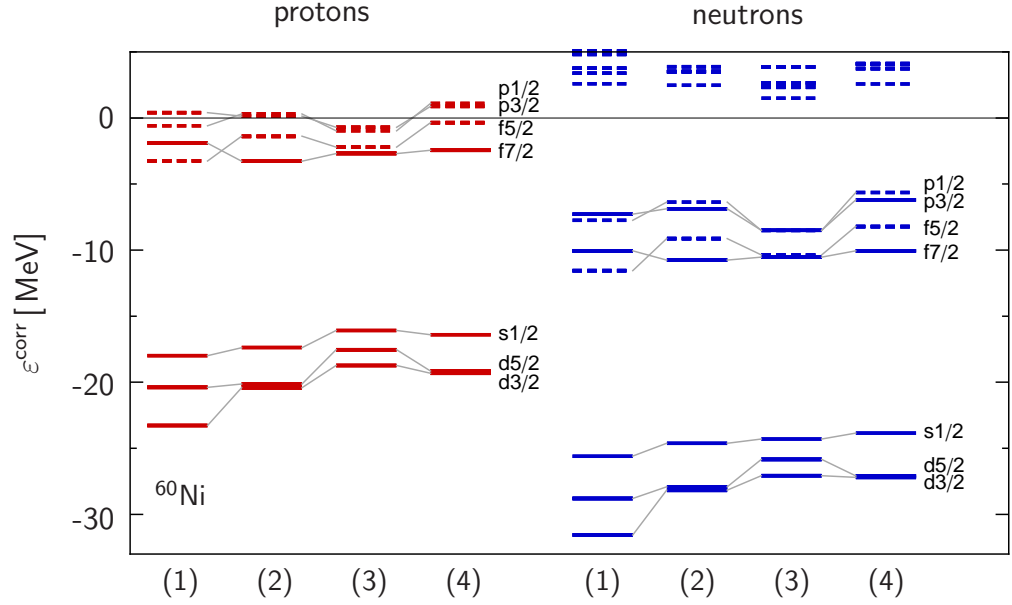 protons
neutrons
εcorr [MeV]
0
-10
-20
-30
p1/2
p3/2
f5/2
f7/2
s1/2
d5/2
d3/2
p1/2
p3/2
f5/2
f7/2
s1/2
d5/2
d3/2
60Ni
(1) (2) (3) (4) (1) (2) (3) (4)